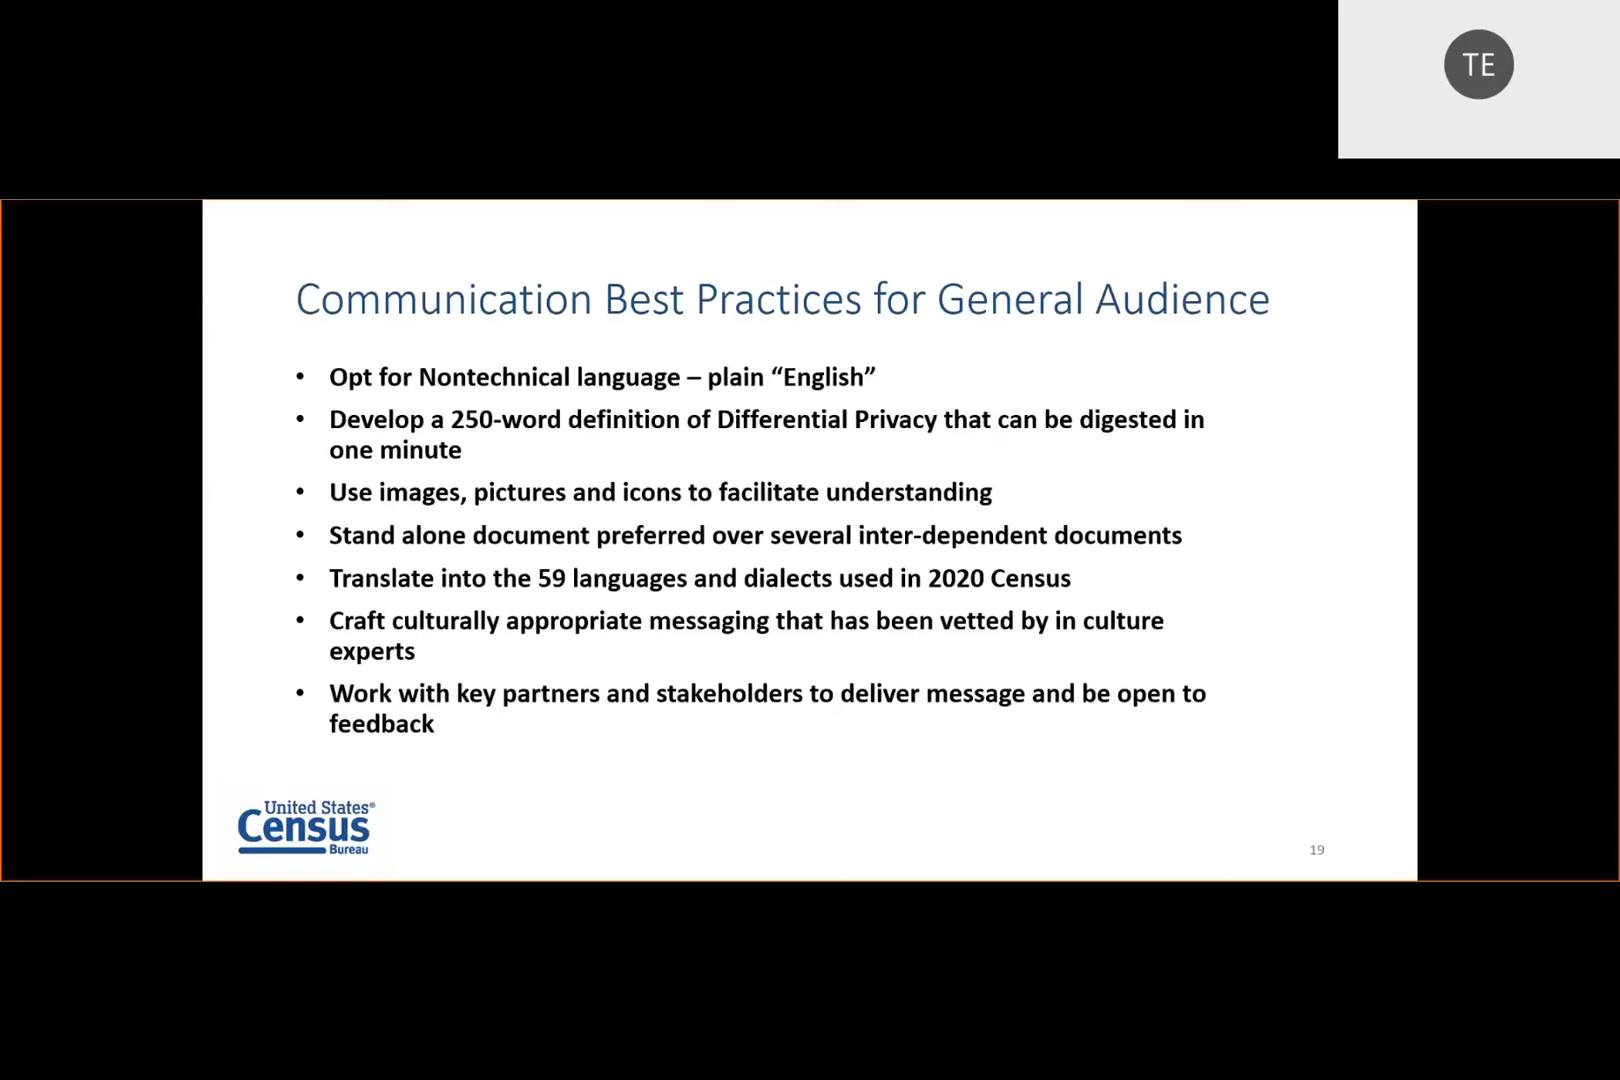 TE
Communication Best Practices for General Audience
• Opt for Nontechnical language – plain “English”
• Develop a 250-word definition of Differential Privacy that can be digested in
one minute
• Use images, pictures and icons to facilitate understanding
• Stand alone document preferred over several inter-dependent documents
• Translate into the 59 languages and dialects used in 2020 Census
• Craft culturally appropriate messaging that has been vetted by in culture
experts
• Work with key partners and stakeholders to deliver message and be open to
feedback
United States®
Census
Bureau
19